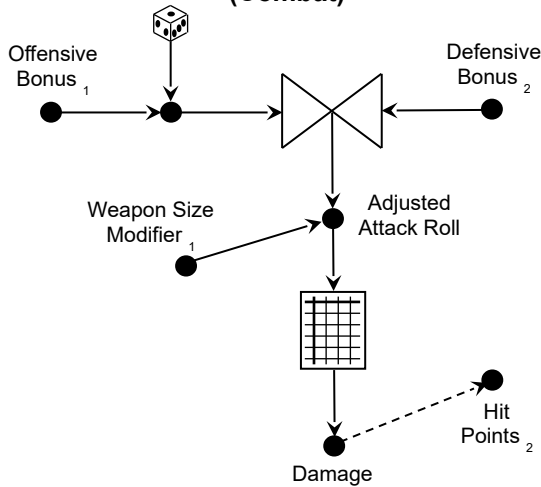 (Combat)
Offensive
Bonus 1
Defensive
Bonus 2
Weapon Size
Modifier 1
Adjusted
Attack Roll
Hit
Points 2
Damage